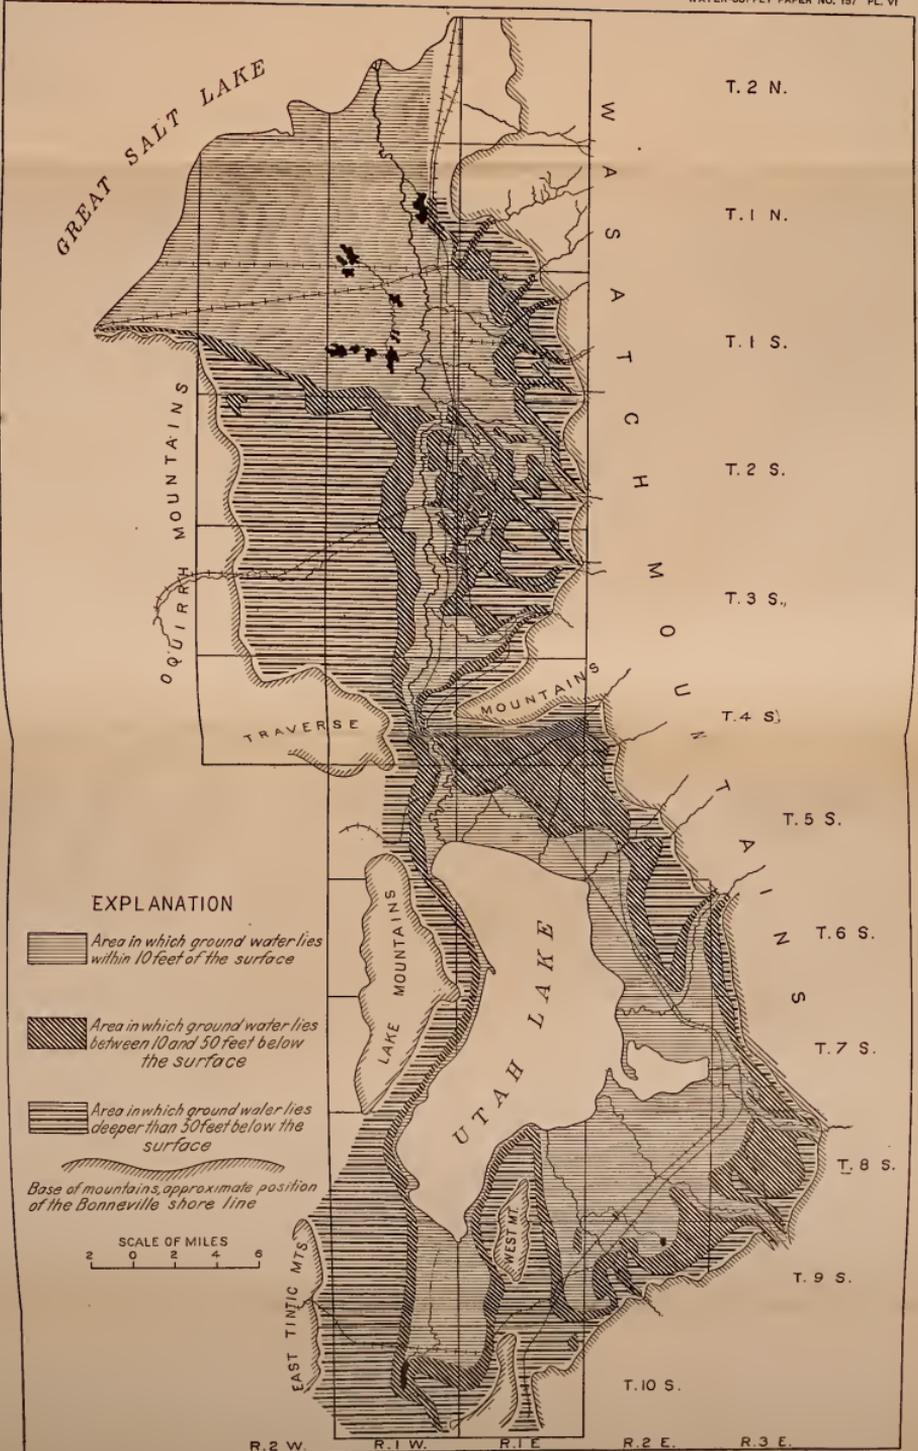 WATER-SUPPLY PAPER NO. 157 PL. VI
GREAT SALT LAKE
T. 2 N.
T. 1 N.
T. 1 S.
T. 2 S.
T. 3 S.
T. 4 S.
T. 5 S.
T. 6 S.
T. 7 S.
T. 8 S.
T. 9 S.
T. 10 S.
WASATCH MOUNTAINS
OQUIRRH MOUNTAINS
TRAVERSE MOUNTAINS
LAKE MOUNTAINS
UTAH LAKE
WEST MT.
EAST TINTIC MTS.
EXPLANATION
Area in which ground water lies
within 10 feet of the surface
Area in which ground water lies
between 10 and 50 feet below
the surface
Area in which ground water lies
deeper than 50 feet below the
surface
Base of mountains, approximate position
of the Bonneville shore line
SCALE OF MILES
2 0 2 4 6
R. 2 W. R. 1 W. R. 1 E R. 2 E. R. 3 E.